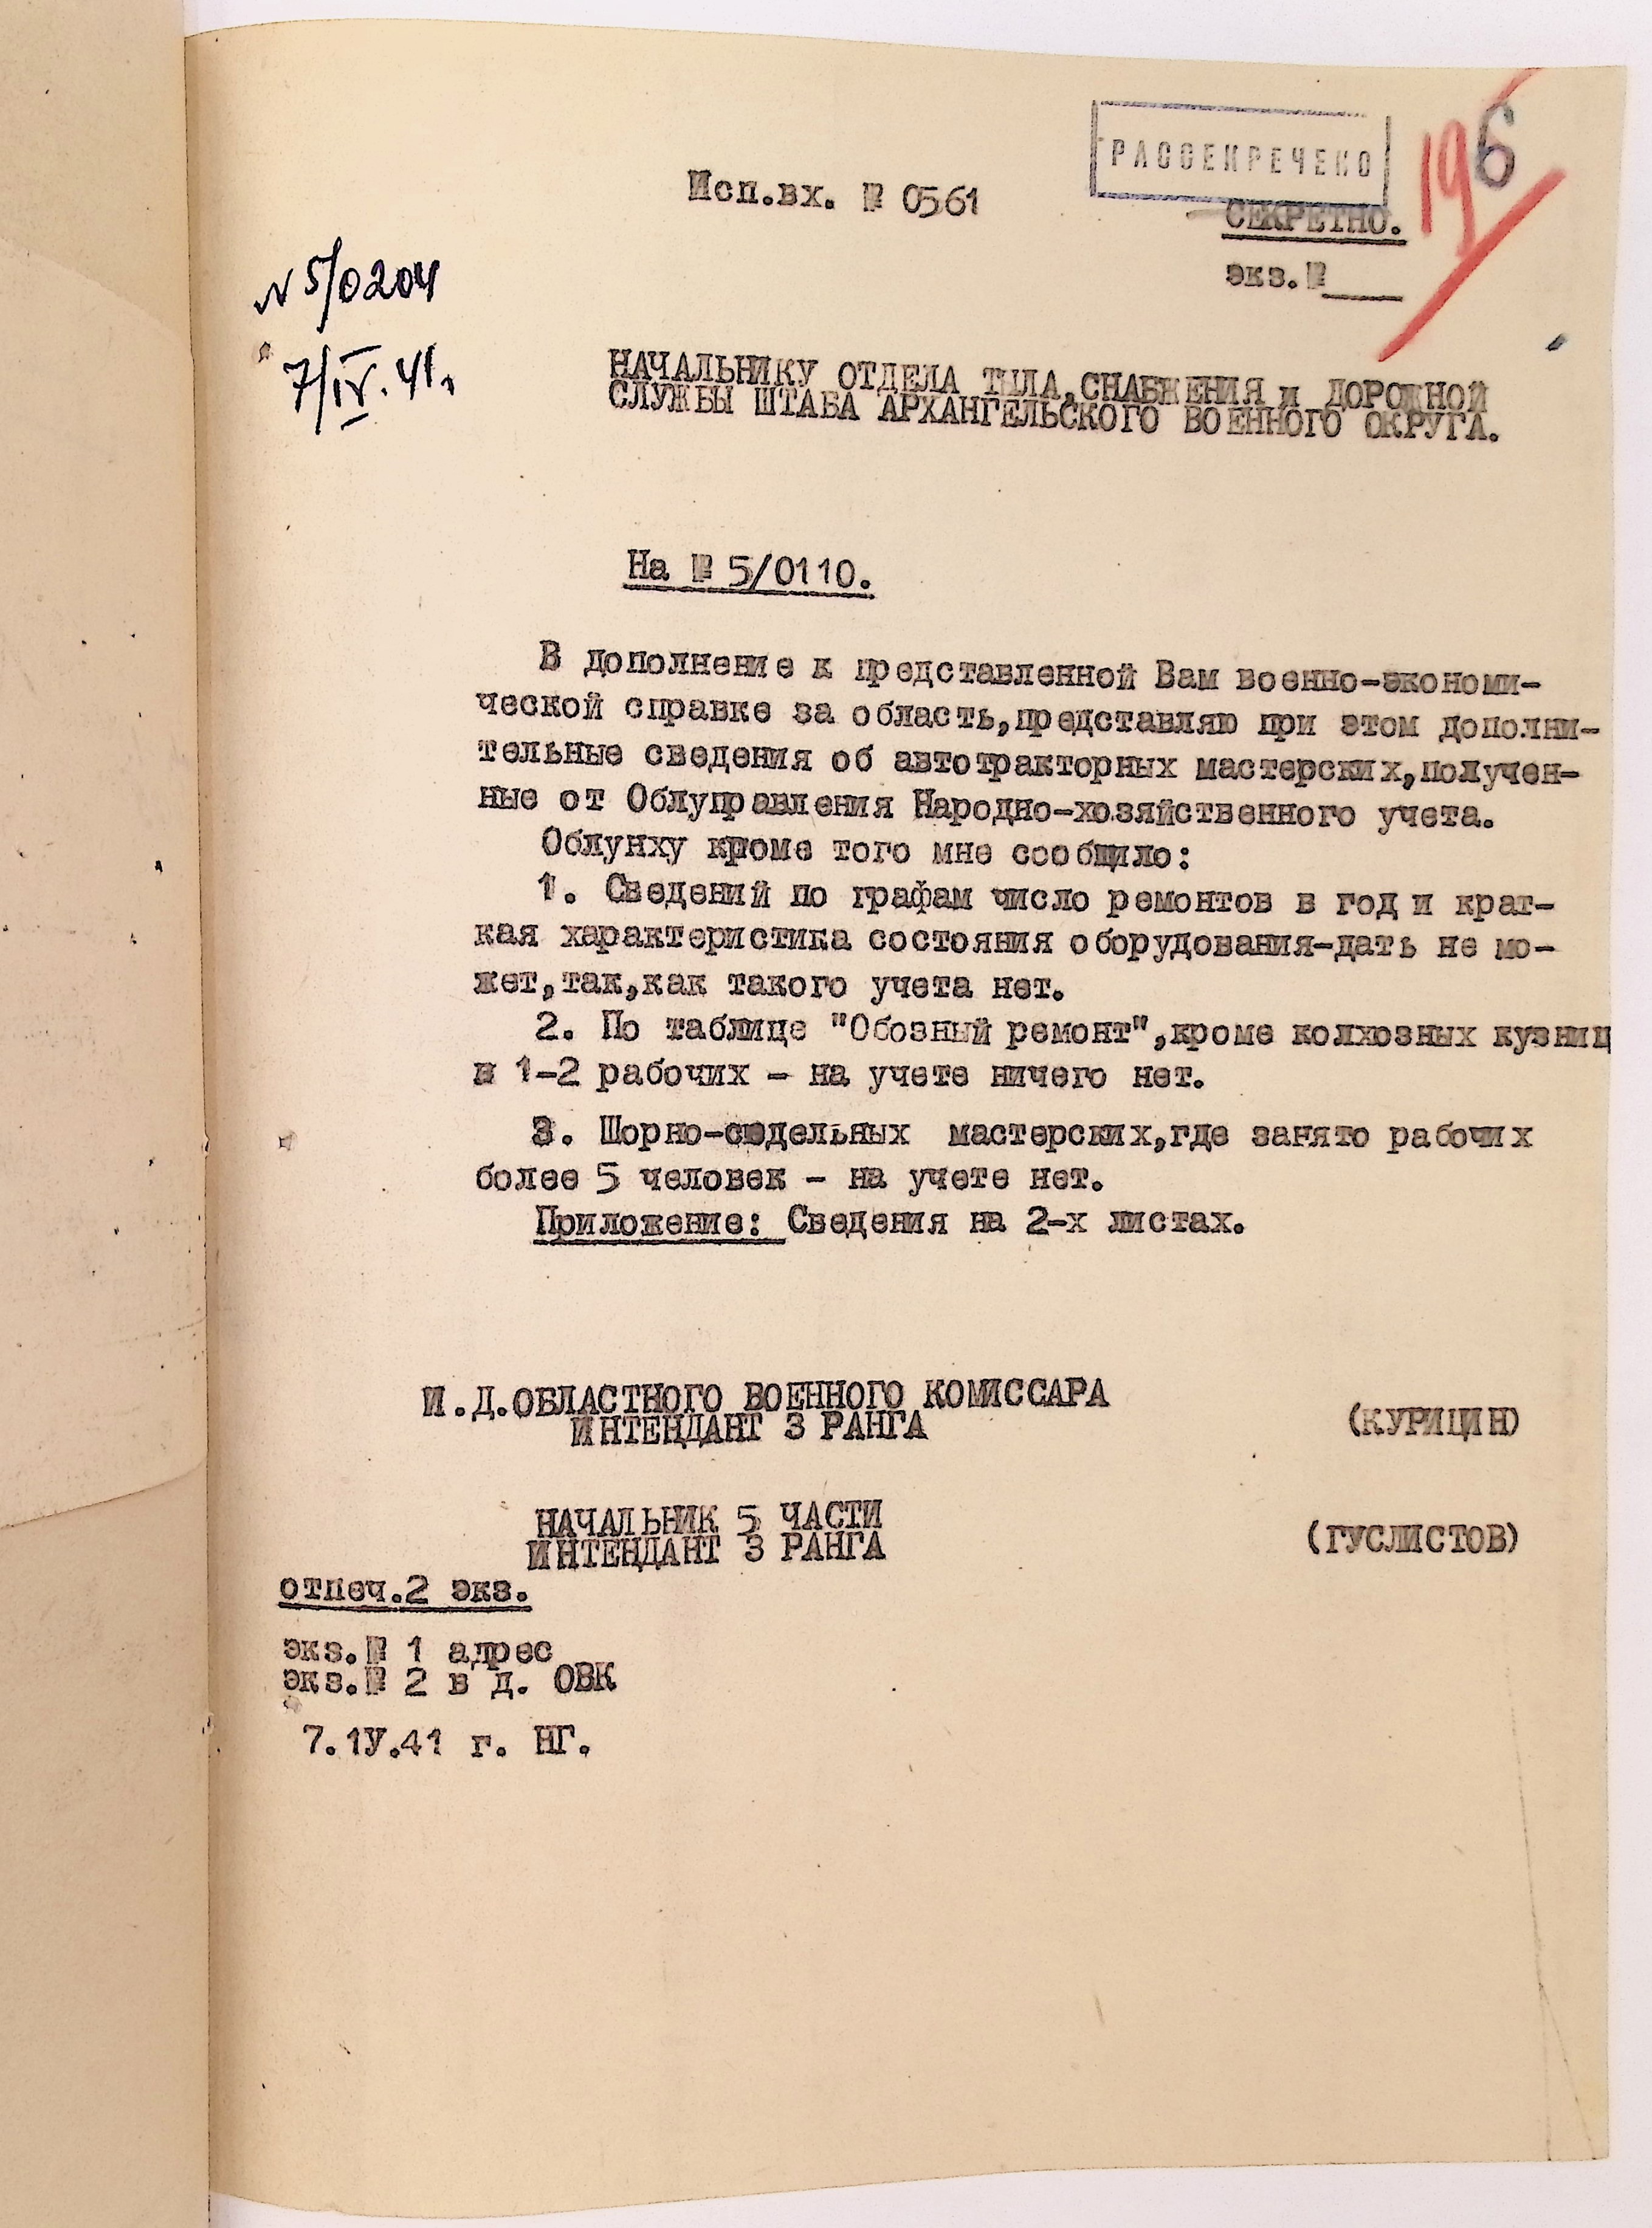 РАССЕКРЕЧЕНО
196
Исп.вх. № 0561
СЕКРЕТНО.
экз.№____
N 5/0204
7/IV.41.
НАЧАЛЬНИКУ ОТДЕЛА ТЫЛА,СНАБЖЕНИЯ и ДОРОЖНОЙ
СЛУЖБЫ ШТАБА АРХАНГЕЛЬСКОГО ВОЕННОГО ОКРУГА.
На № 5/0110.
В дополнение к представленной Вам военно-экономи-
ческой справке за область,представляю при этом дополни-
тельные сведения об автотракторных мастерских,получен-
ные от Облуправления Народно-хозяйственного учета.
Облунху кроме того мне сообщило:
1. Сведений по графам число ремонтов в год и крат-
кая характеристика состояния оборудования-дать не мо-
жет,так,как такого учета нет.
2. По таблице "Обозный ремонт",кроме колхозных кузниц
в 1-2 рабочих - на учете ничего нет.
3. Шорно-седельных мастерских,где занято рабочих
более 5 человек - на учете нет.
Приложение: Сведения на 2-х листах.
И.Д.ОБЛАСТНОГО ВОЕННОГО КОМИССАРА
ИНТЕНДАНТ 3 РАНГА
(КУРИЦИН)
НАЧАЛЬНИК 5 ЧАСТИ
ИНТЕНДАНТ 3 РАНГА
(ГУСЛИСТОВ)
отпеч.2 экз.
экз.№ 1 адрес
экз.№ 2 в д. ОВК
7.1У.41 г. НГ.